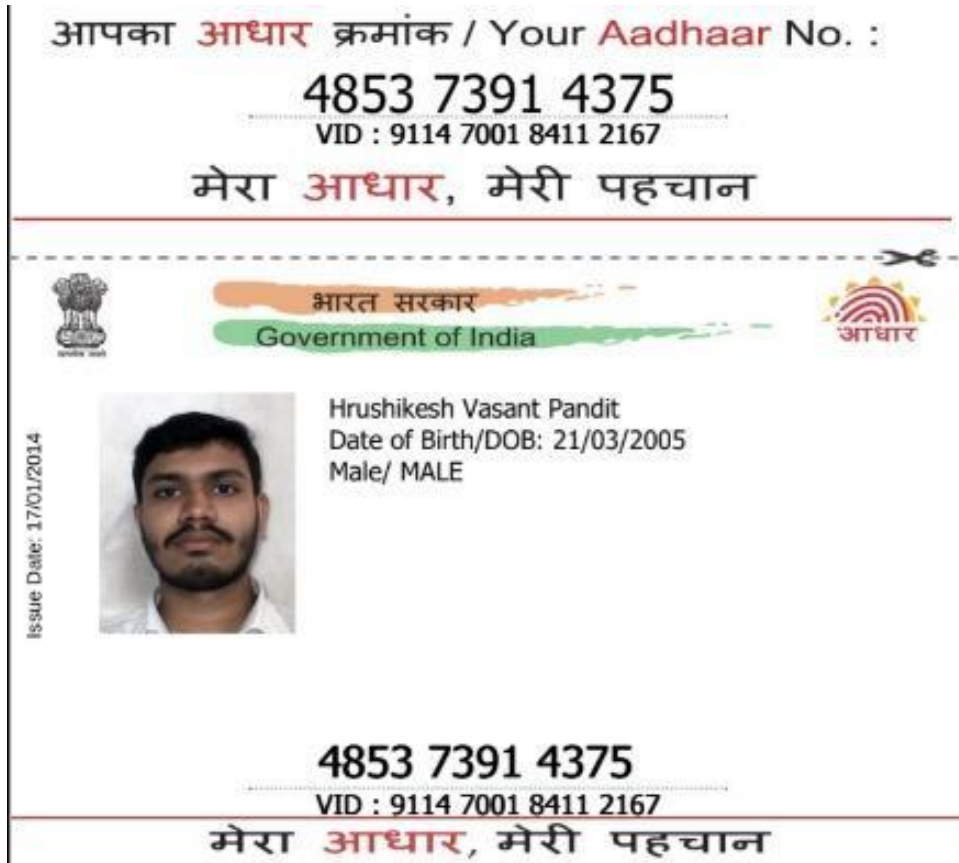 आपका आधार क्रमांक / Your Aadhaar No. :
4853 7391 4375
VID : 9114 7001 8411 2167
मेरा आधार, मेरी पहचान
भारत सरकार
Government of India
आधार
Issue Date: 17/01/2014
Hrushikesh Vasant Pandit
Date of Birth/DOB: 21/03/2005
Male/ MALE
4853 7391 4375
VID : 9114 7001 8411 2167
मेरा आधार, मेरी पहचान